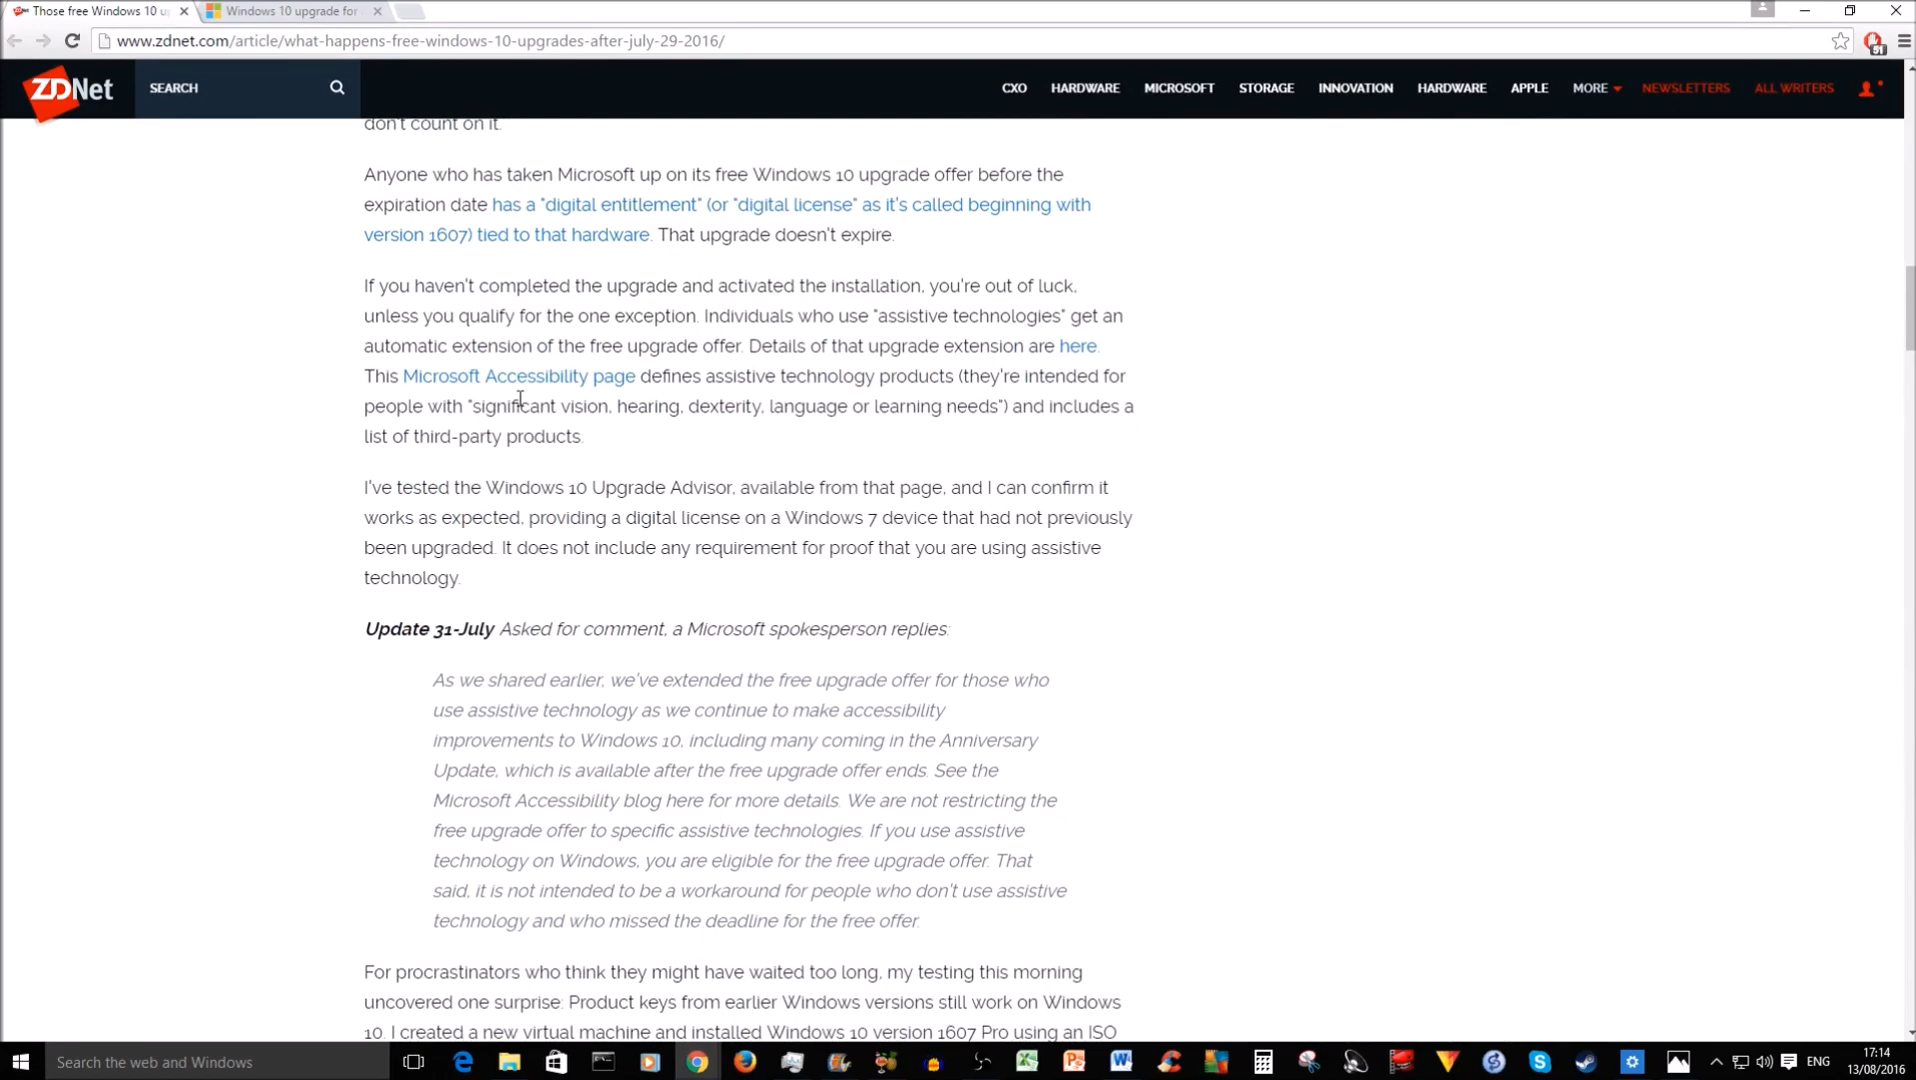 Those free Windows 10 u
Windows 10 upgrade for
www.zdnet.com/article/what-happens-free-windows-10-upgrades-after-july-29-2016/
ZDNet
SEARCH
CXO HARDWARE MICROSOFT STORAGE INNOVATION HARDWARE APPLE MORE NEWSLETTERS ALL WRITERS
don't count on it.
Anyone who has taken Microsoft up on its free Windows 10 upgrade offer before the
expiration date has a "digital entitlement" (or "digital license" as it's called beginning with
version 1607) tied to that hardware. That upgrade doesn't expire.
If you haven't completed the upgrade and activated the installation, you're out of luck,
unless you qualify for the one exception. Individuals who use "assistive technologies" get an
automatic extension of the free upgrade offer. Details of that upgrade extension are here.
This Microsoft Accessibility page defines assistive technology products (they're intended for
people with "significant vision, hearing, dexterity, language or learning needs") and includes a
list of third-party products.
I've tested the Windows 10 Upgrade Advisor, available from that page, and I can confirm it
works as expected, providing a digital license on a Windows 7 device that had not previously
been upgraded. It does not include any requirement for proof that you are using assistive
technology.
Update 31-July Asked for comment, a Microsoft spokesperson replies:
As we shared earlier, we've extended the free upgrade offer for those who
use assistive technology as we continue to make accessibility
improvements to Windows 10, including many coming in the Anniversary
Update, which is available after the free upgrade offer ends. See the
Microsoft Accessibility blog here for more details. We are not restricting the
free upgrade offer to specific assistive technologies. If you use assistive
technology on Windows, you are eligible for the free upgrade offer. That
said, it is not intended to be a workaround for people who don't use assistive
technology and who missed the deadline for the free offer.
For procrastinators who think they might have waited too long, my testing this morning
uncovered one surprise: Product keys from earlier Windows versions still work on Windows
10. I created a new virtual machine and installed Windows 10 version 1607 Pro using an ISO
Search the web and Windows
ENG
17:14
13/08/2016